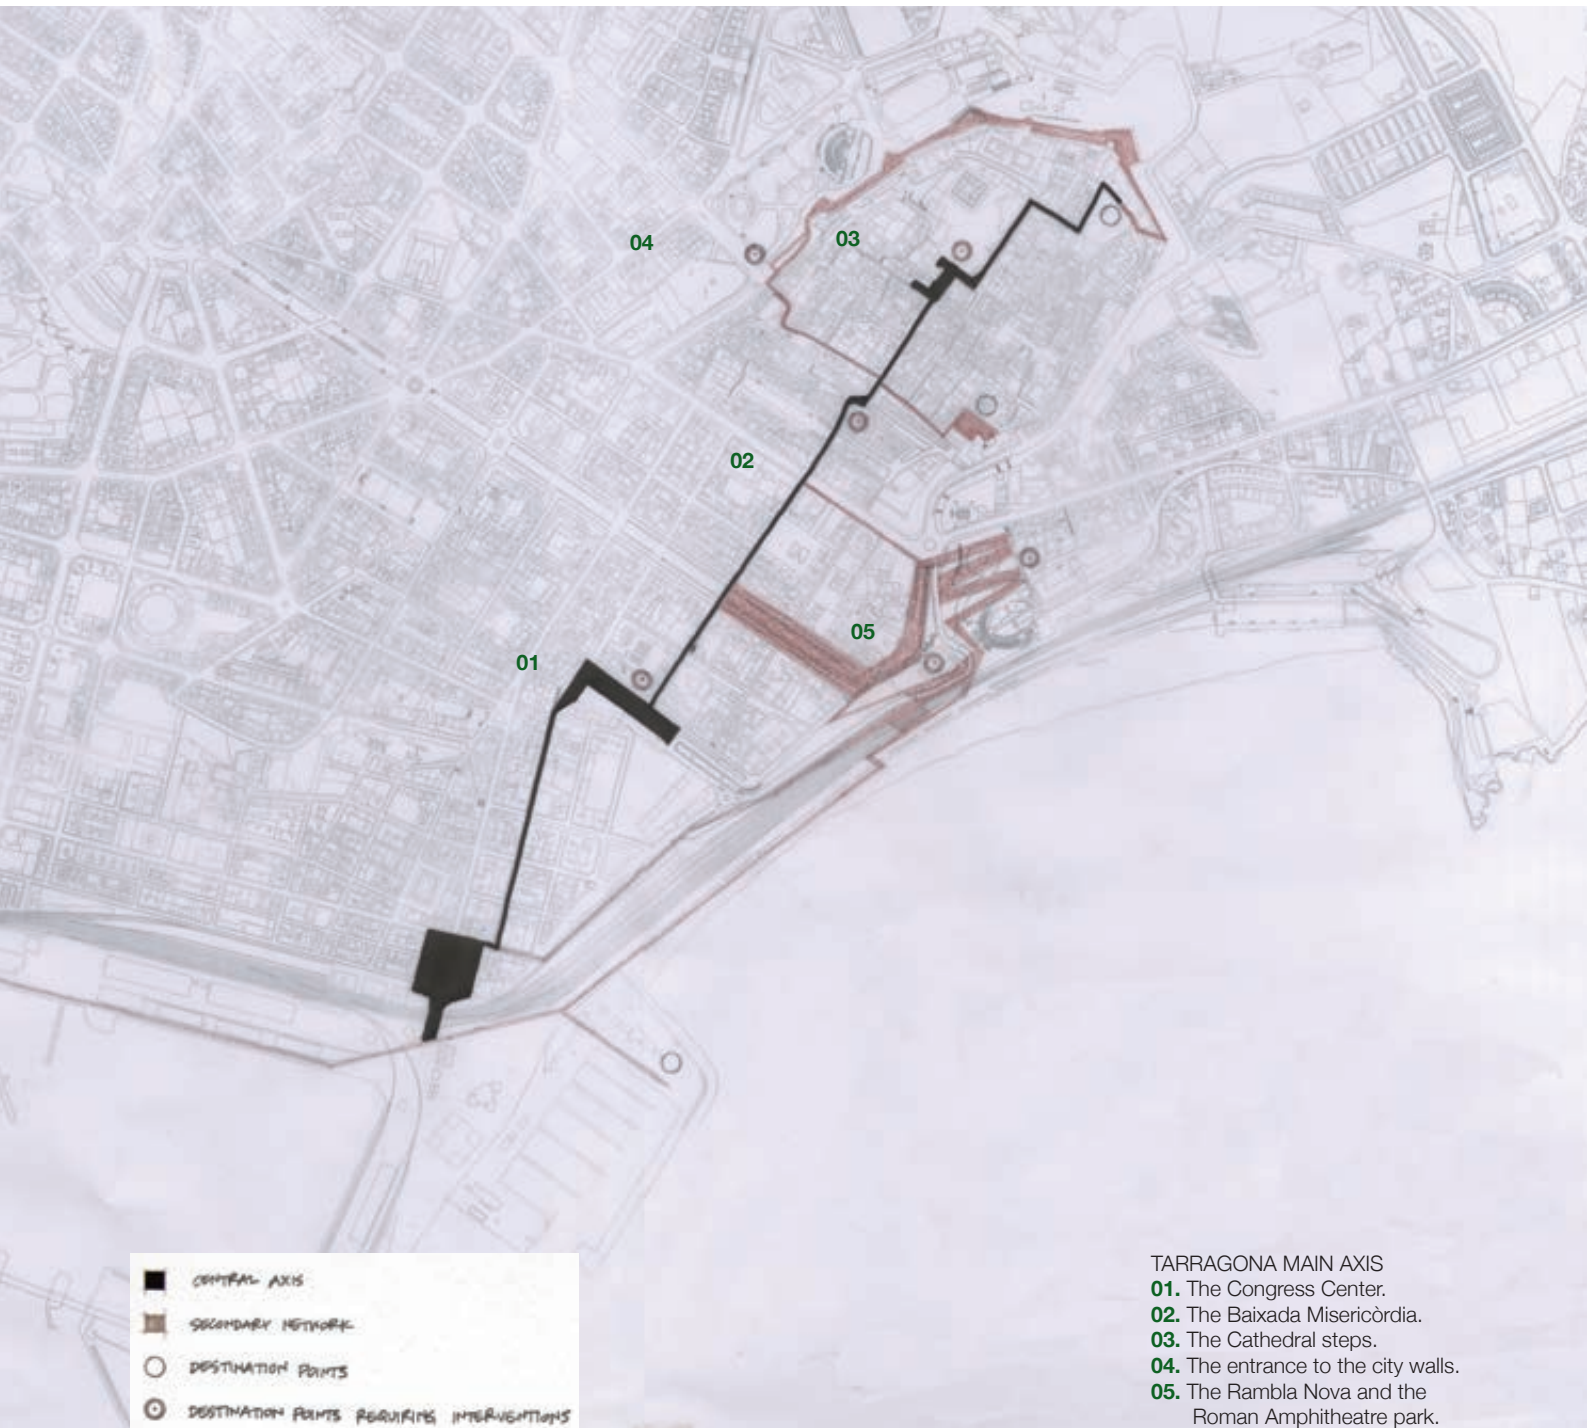 04
03
02
05
01
CENTRAL AXIS
SECONDARY NETWORK
DESTINATION POINTS
DESTINATION POINTS REQUIRING INTERVENTIONS
TARRAGONA MAIN AXIS
01. The Congress Center.
02. The Baixada Misericòrdia.
03. The Cathedral steps.
04. The entrance to the city walls.
05. The Rambla Nova and the
Roman Amphitheatre park.